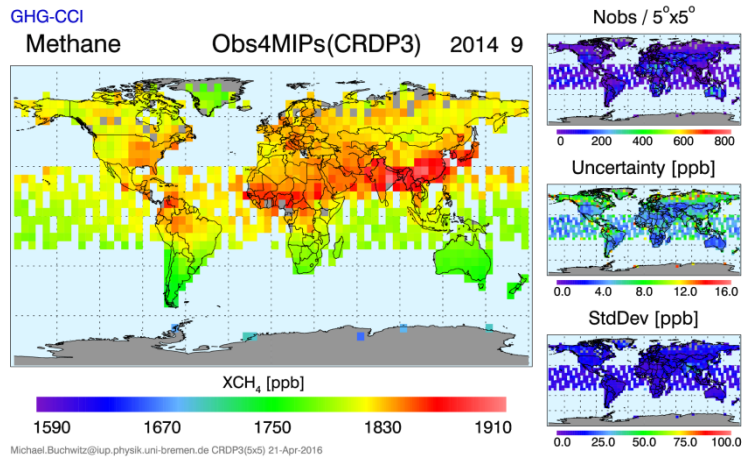 GHG-CCI
Methane Obs4MIPs(CRDP3) 2014 9
XCH₄ [ppb]
1590 1670 1750 1830 1910
Michael.Buchwitz@iup.physik.uni-bremen.de CRDP3(5x5) 21-Apr-2016
Nobs / 5°x5°
0 200 400 600 800
Uncertainty [ppb]
0.0 4.0 8.0 12.0 16.0
StdDev [ppb]
0.0 25.0 50.0 75.0 100.0